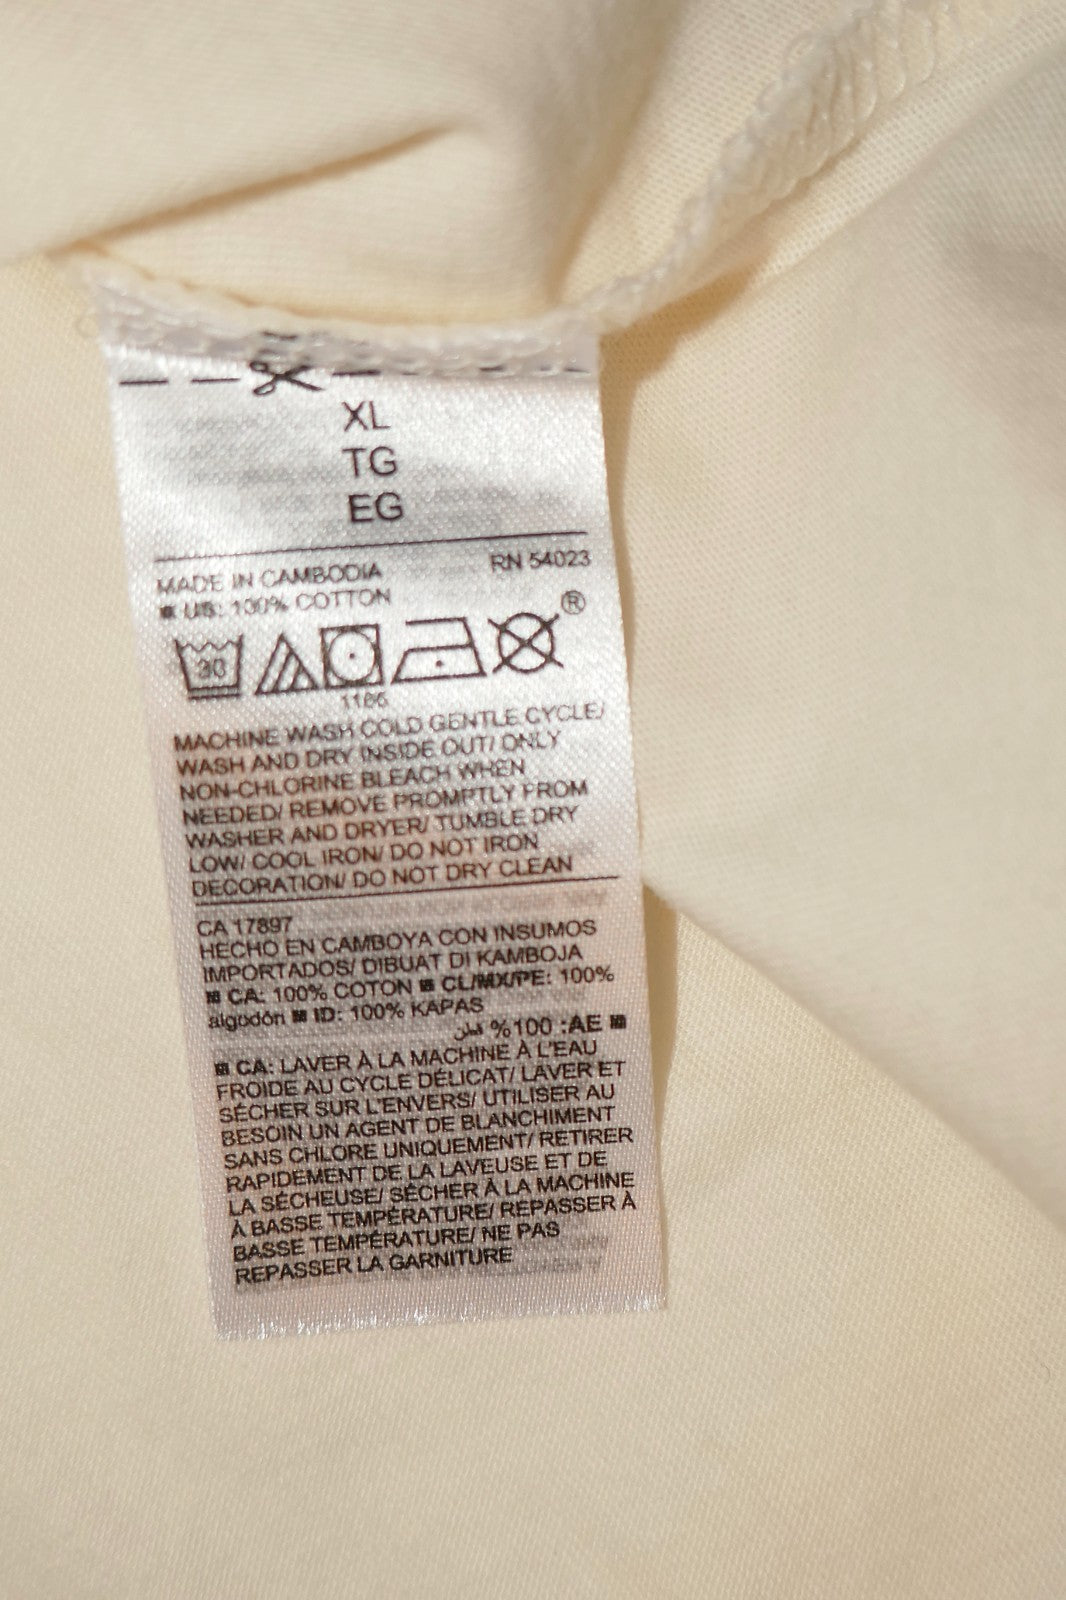 XL
TG
EG
RN 54023
MADE IN CAMBODIA
US: 100% COTTON
30
®
1186
MACHINE WASH COLD GENTLE CYCLE/
WASH AND DRY INSIDE OUT/ ONLY
NON-CHLORINE BLEACH WHEN
NEEDED/ REMOVE PROMPTLY FROM
WASHER AND DRYER/ TUMBLE DRY
LOW/ COOL IRON/ DO NOT IRON
DECORATION/ DO NOT DRY CLEAN
CA 17897
HECHO EN CAMBOYA CON INSUMOS
IMPORTADOS/ DIBUAT DI KAMBOJA
CA: 100% COTON CL/MX/PE: 100%
algodón ID: 100% KAPAS
AE: 100% قطن
CA: LAVER À LA MACHINE À L'EAU
FROIDE AU CYCLE DÉLICAT/ LAVER ET
SÉCHER SUR L'ENVERS/ UTILISER AU
BESOIN UN AGENT DE BLANCHIMENT
SANS CHLORE UNIQUEMENT/ RETIRER
RAPIDEMENT DE LA LAVEUSE ET DE
LA SÉCHEUSE/ SÉCHER À LA MACHINE
À BASSE TEMPÉRATURE/ REPASSER À
BASSE TEMPÉRATURE/ NE PAS
REPASSER LA GARNITURE